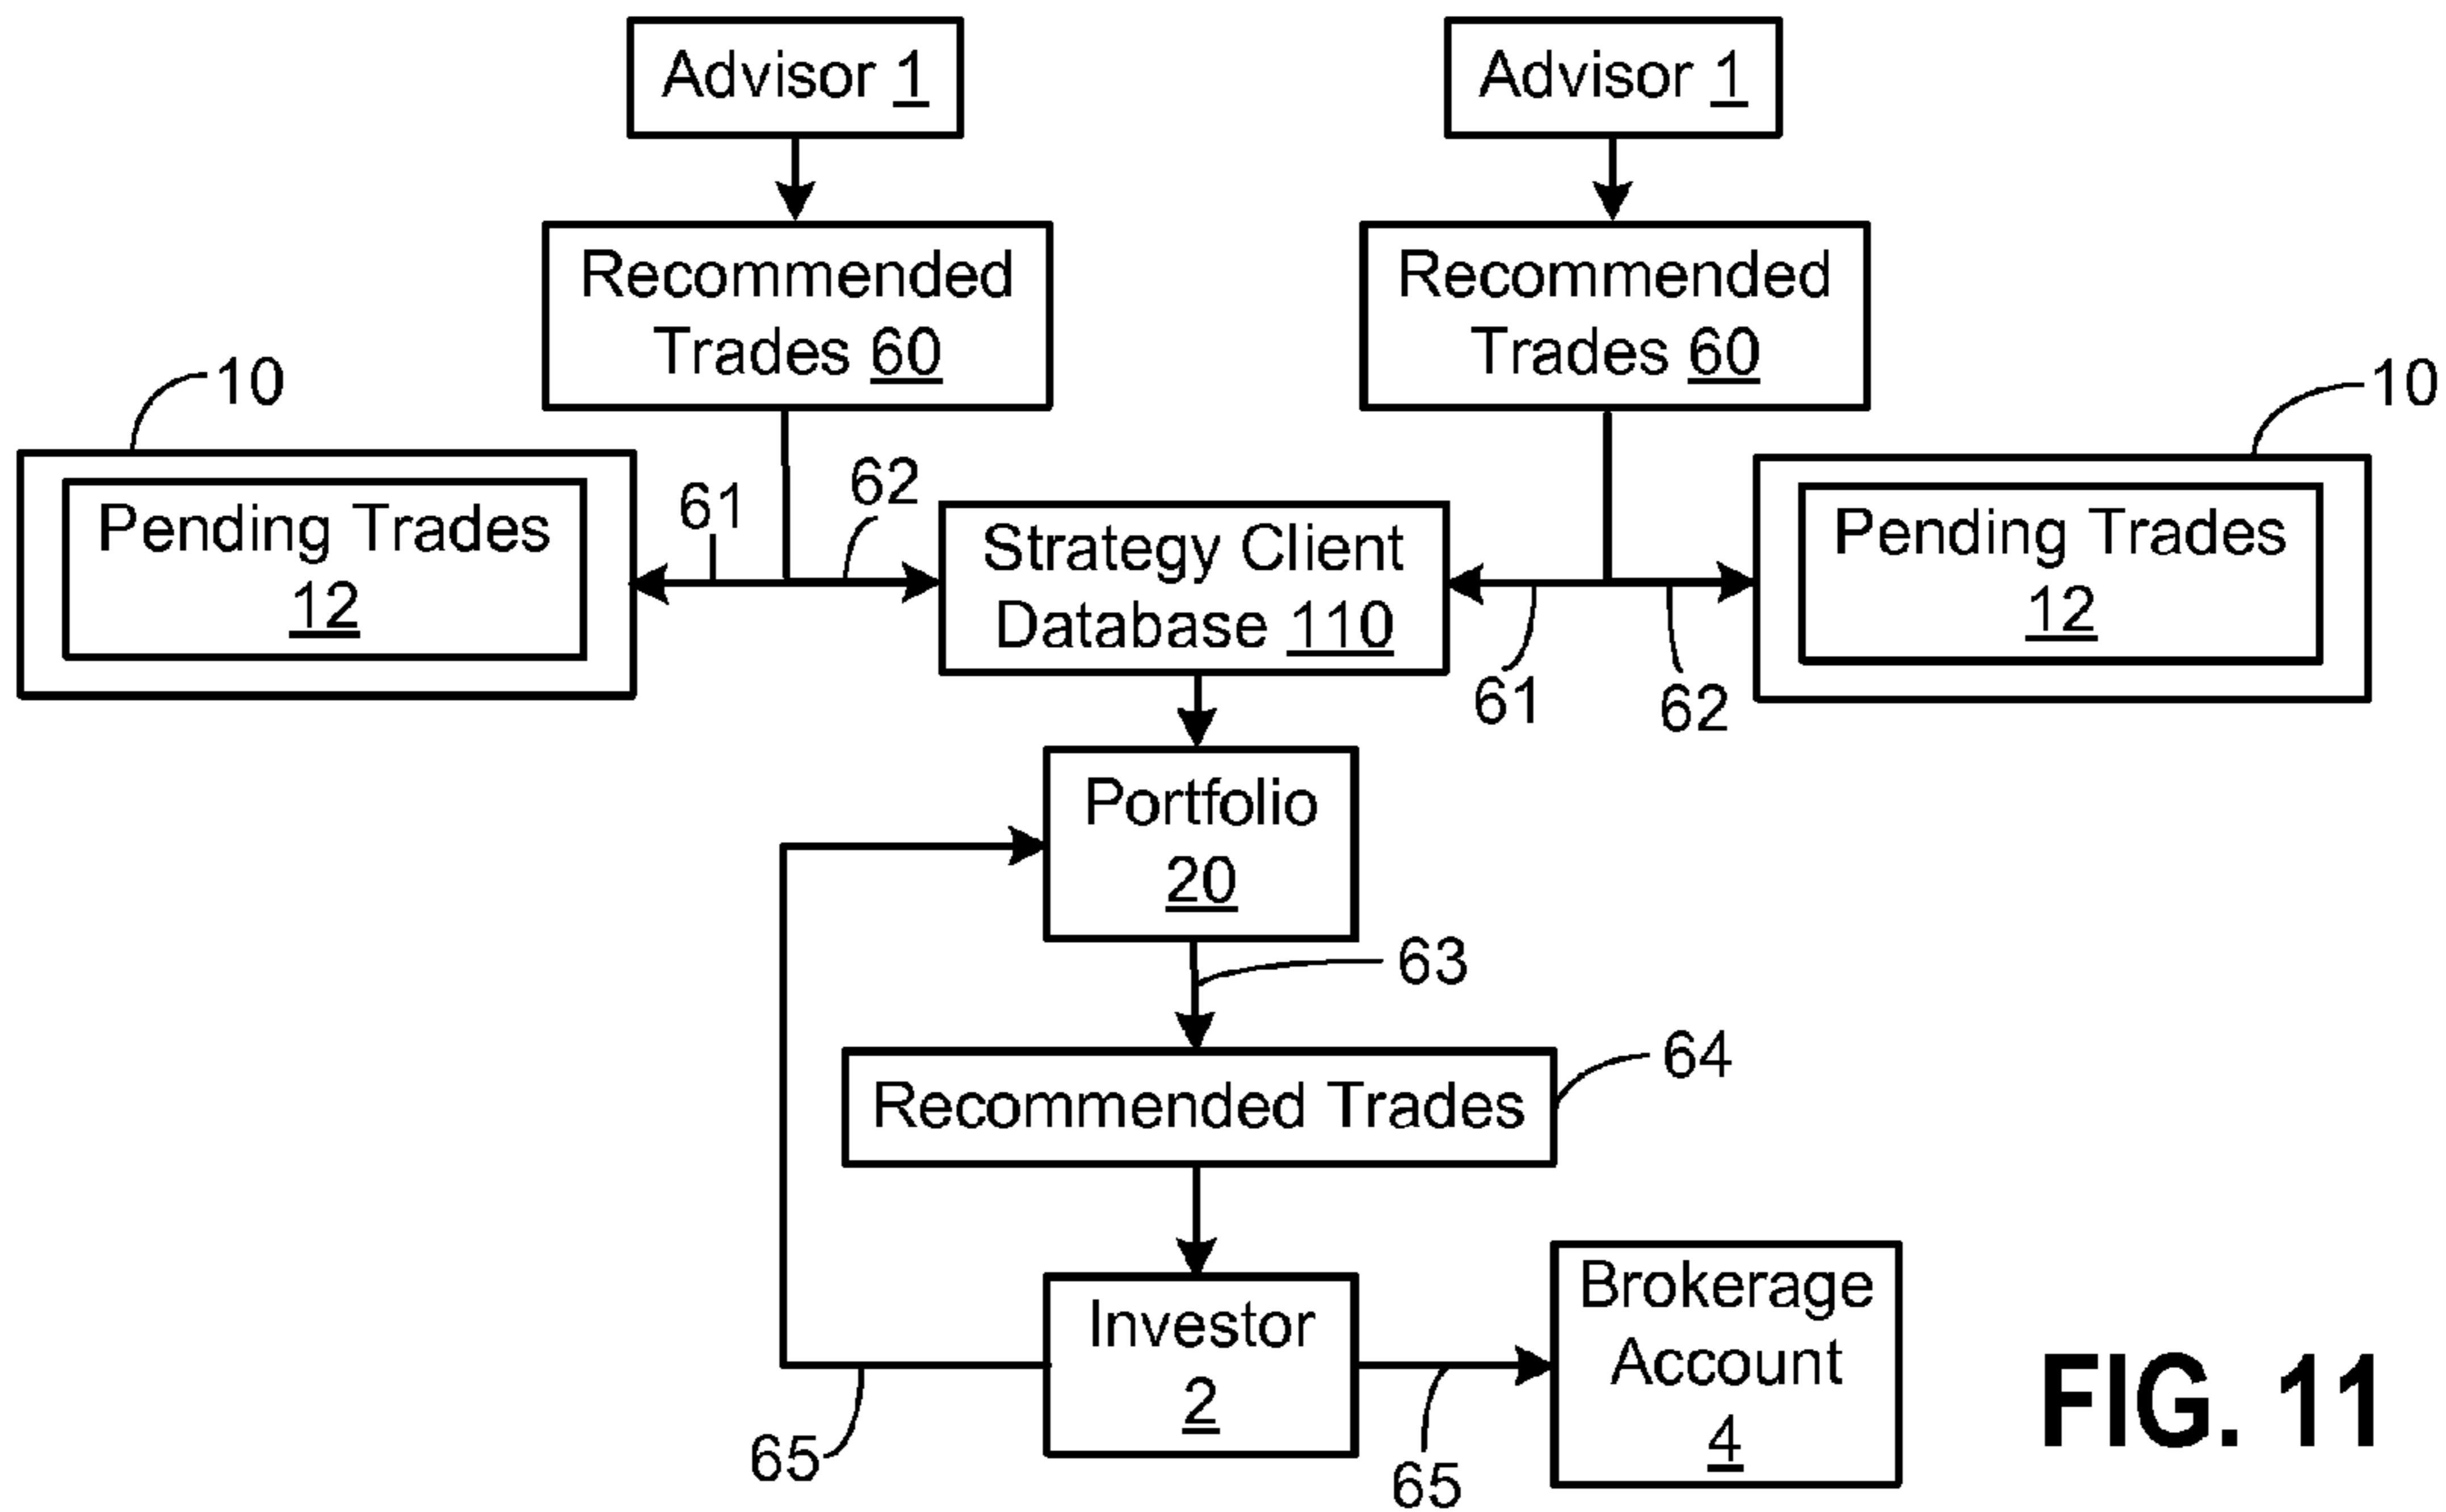 Advisor 1
Advisor 1
Recommended
Trades 60
Recommended
Trades 60
10
10
Pending Trades
12
61
62
Strategy Client
Database 110
61
62
Pending Trades
12
Portfolio
20
63
Recommended Trades
64
Investor
2
Brokerage
Account
4
65
65
FIG. 11